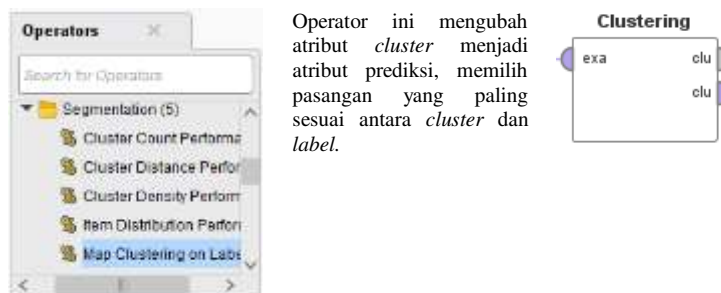 Operators
Search for Operators
Segmentation (5)
Cluster Count Performa
Cluster Distance Perfor
Cluster Density Perform
Item Distribution Perfor
Map Clustering on Labe
Operator ini mengubah
atribut cluster menjadi
atribut prediksi, memilih
pasangan yang paling
sesuai antara cluster dan
label.
Clustering
exa clu
clu